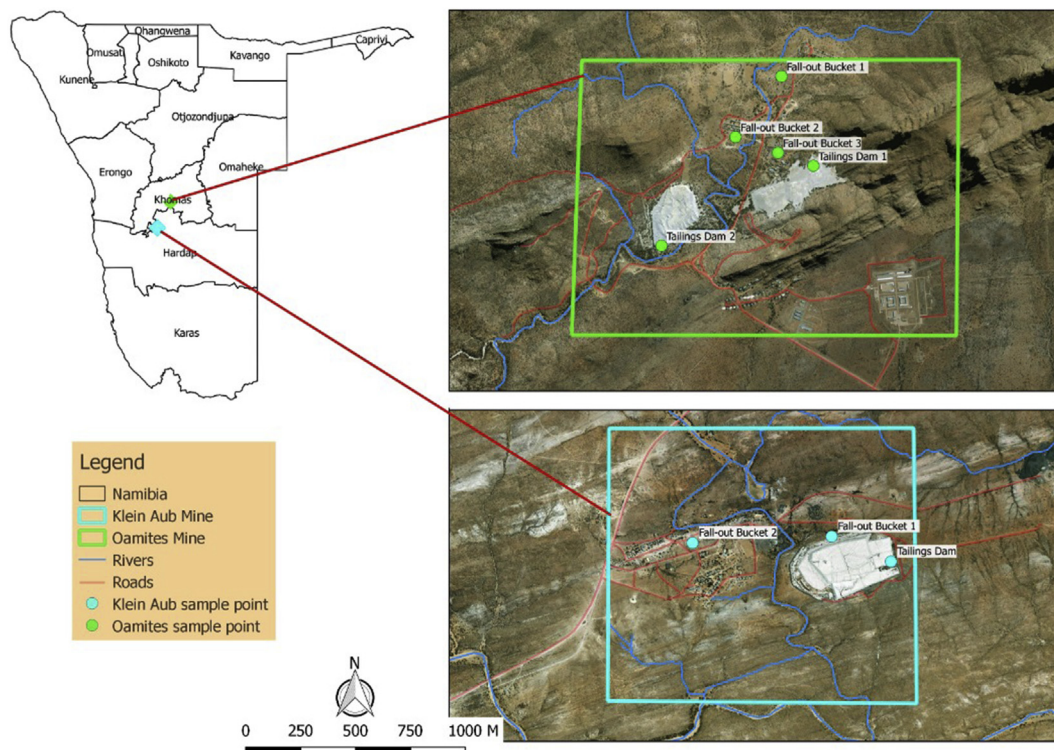 Ohangwena
Caprivi
Omusati
Oshikoto
Kavango
Kunene
Otjozondjupa
Omaheke
Erongo
Khomas
Hardap
Karas
Fall-out Bucket 1
Fall-out Bucket 2
Fall-out Bucket 3
Tailings Dam 1
Tailings Dam 2
Fall-out Bucket 1
Fall-out Bucket 2
Tailings Dam
Legend
Namibia
Klein Aub Mine
Oamites Mine
Rivers
Roads
Klein Aub sample point
Oamites sample point
N
0 250 500 750 1000 M